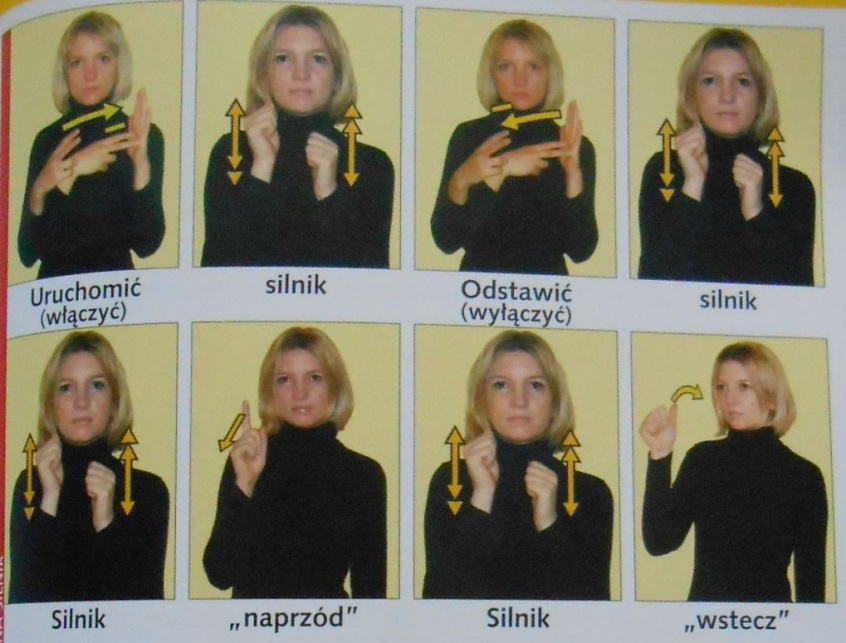 Uruchomić
(włączyć)
silnik
Odstawić
(wyłączyć)
silnik
Silnik
„naprzód”
Silnik
„wstecz”